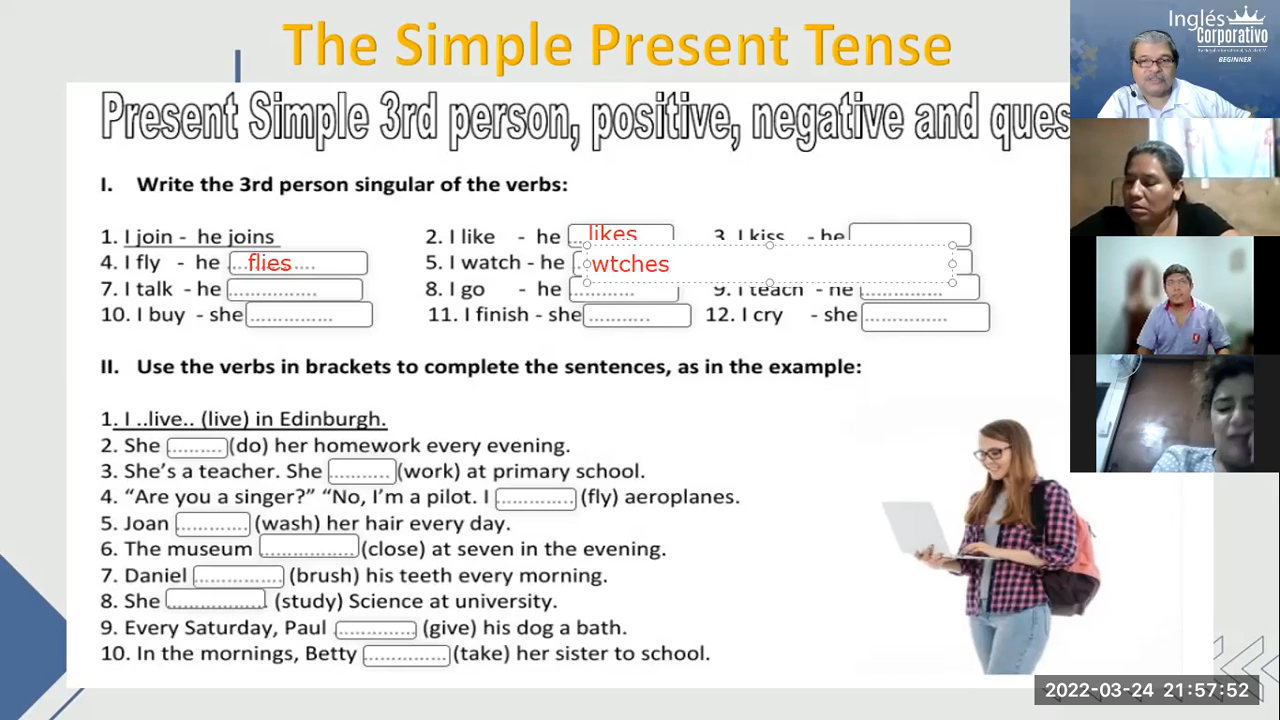 The Simple Present Tense
Inglés
Corporativo
BEGINNER
Present Simple 3rd person, positive, negative and ques
I. Write the 3rd person singular of the verbs:
1. I join - he joins 2. I like - he likes 3. I kiss - he
4. I fly - he flies 5. I watch - he wtches
7. I talk - he ............... 8. I go - he ........... 9. I teach - he ..............
10. I buy - she .............. 11. I finish - she .......... 12. I cry - she ..............
II. Use the verbs in brackets to complete the sentences, as in the example:
1. I ..live.. (live) in Edinburgh.
2. She .......... (do) her homework every evening.
3. She's a teacher. She ........... (work) at primary school.
4. “Are you a singer?” “No, I'm a pilot. I ............. (fly) aeroplanes.
5. Joan ............ (wash) her hair every day.
6. The museum ................ (close) at seven in the evening.
7. Daniel ............... (brush) his teeth every morning.
8. She ................ (study) Science at university.
9. Every Saturday, Paul ............. (give) his dog a bath.
10. In the mornings, Betty .............. (take) her sister to school.
2022-03-24 21:57:52